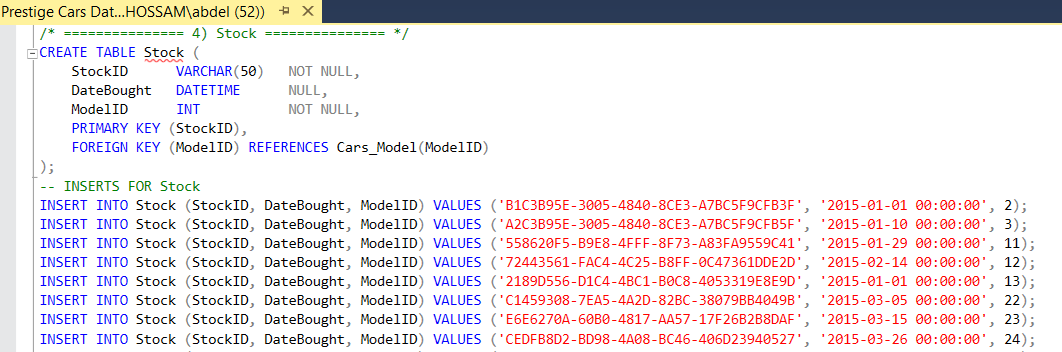 Prestige Cars Dat...HOSSAM\abdel (52))
/* =============== 4) Stock =============== */
CREATE TABLE Stock (
    StockID      VARCHAR(50)   NOT NULL,
    DateBought   DATETIME      NULL,
    ModelID      INT           NOT NULL,
    PRIMARY KEY (StockID),
    FOREIGN KEY (ModelID) REFERENCES Cars_Model(ModelID)
);
-- INSERTS FOR Stock
INSERT INTO Stock (StockID, DateBought, ModelID) VALUES ('B1C3B95E-3005-4840-8CE3-A7BC5F9CFB3F', '2015-01-01 00:00:00', 2);
INSERT INTO Stock (StockID, DateBought, ModelID) VALUES ('A2C3B95E-3005-4840-8CE3-A7BC5F9CFB5F', '2015-01-10 00:00:00', 3);
INSERT INTO Stock (StockID, DateBought, ModelID) VALUES ('558620F5-B9E8-4FFF-8F73-A83FA9559C41', '2015-01-29 00:00:00', 11);
INSERT INTO Stock (StockID, DateBought, ModelID) VALUES ('72443561-FAC4-4C25-B8FF-0C47361DDE2D', '2015-02-14 00:00:00', 12);
INSERT INTO Stock (StockID, DateBought, ModelID) VALUES ('2189D556-D1C4-4BC1-B0C8-4053319E8E9D', '2015-01-01 00:00:00', 13);
INSERT INTO Stock (StockID, DateBought, ModelID) VALUES ('C1459308-7EA5-4A2D-82BC-38079BB4049B', '2015-03-05 00:00:00', 22);
INSERT INTO Stock (StockID, DateBought, ModelID) VALUES ('E6E6270A-60B0-4817-AA57-17F26B2B8DAF', '2015-03-15 00:00:00', 23);
INSERT INTO Stock (StockID, DateBought, ModelID) VALUES ('CEDFB8D2-BD98-4A08-BC46-406D23940527', '2015-03-26 00:00:00', 24);